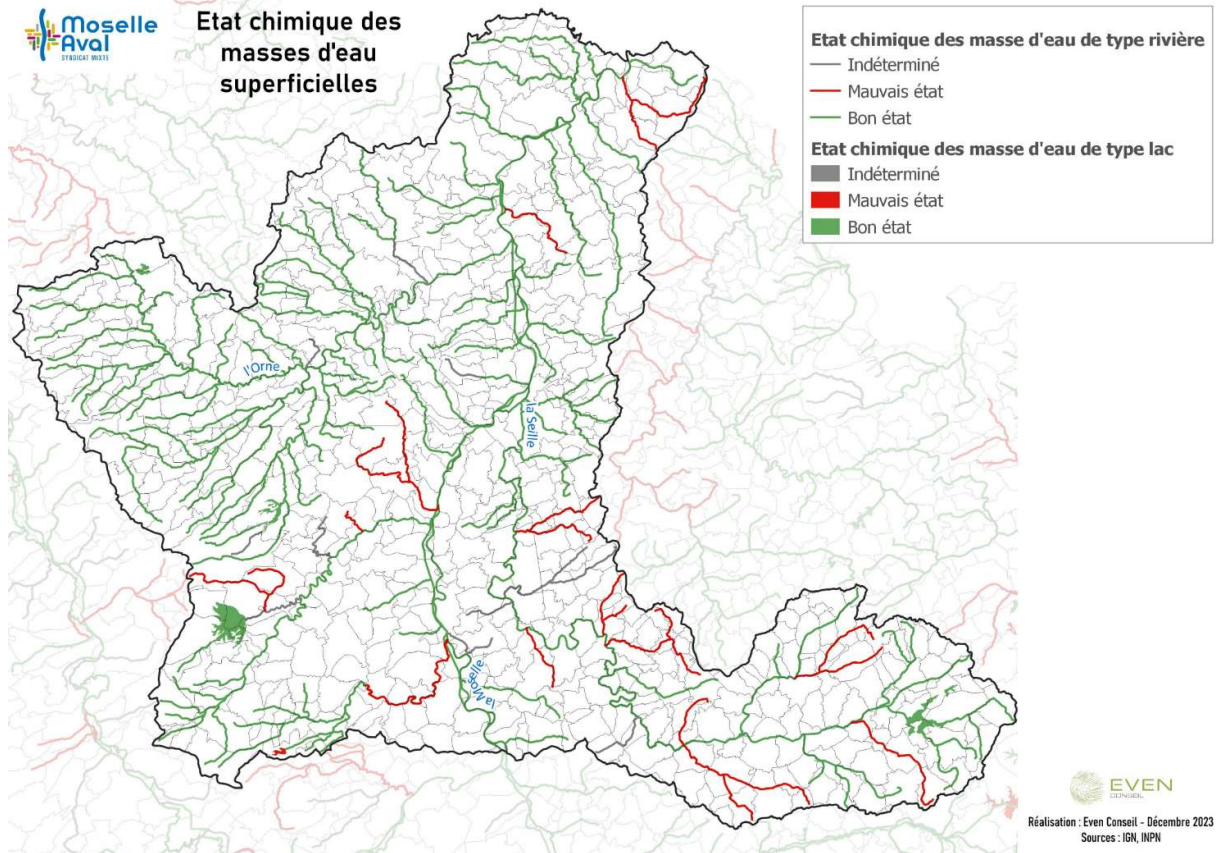 Moselle
Aval
SYNDICAT MIXTE
Etat chimique des
masses d'eau
superficielles
Etat chimique des masse d'eau de type rivière
Indéterminé
Mauvais état
Bon état
Etat chimique des masse d'eau de type lac
Indéterminé
Mauvais état
Bon état
l'Orne
la Seille
la Moselle
EVEN
CONSEIL
Réalisation : Even Conseil - Décembre 2023
Sources : IGN, INPN